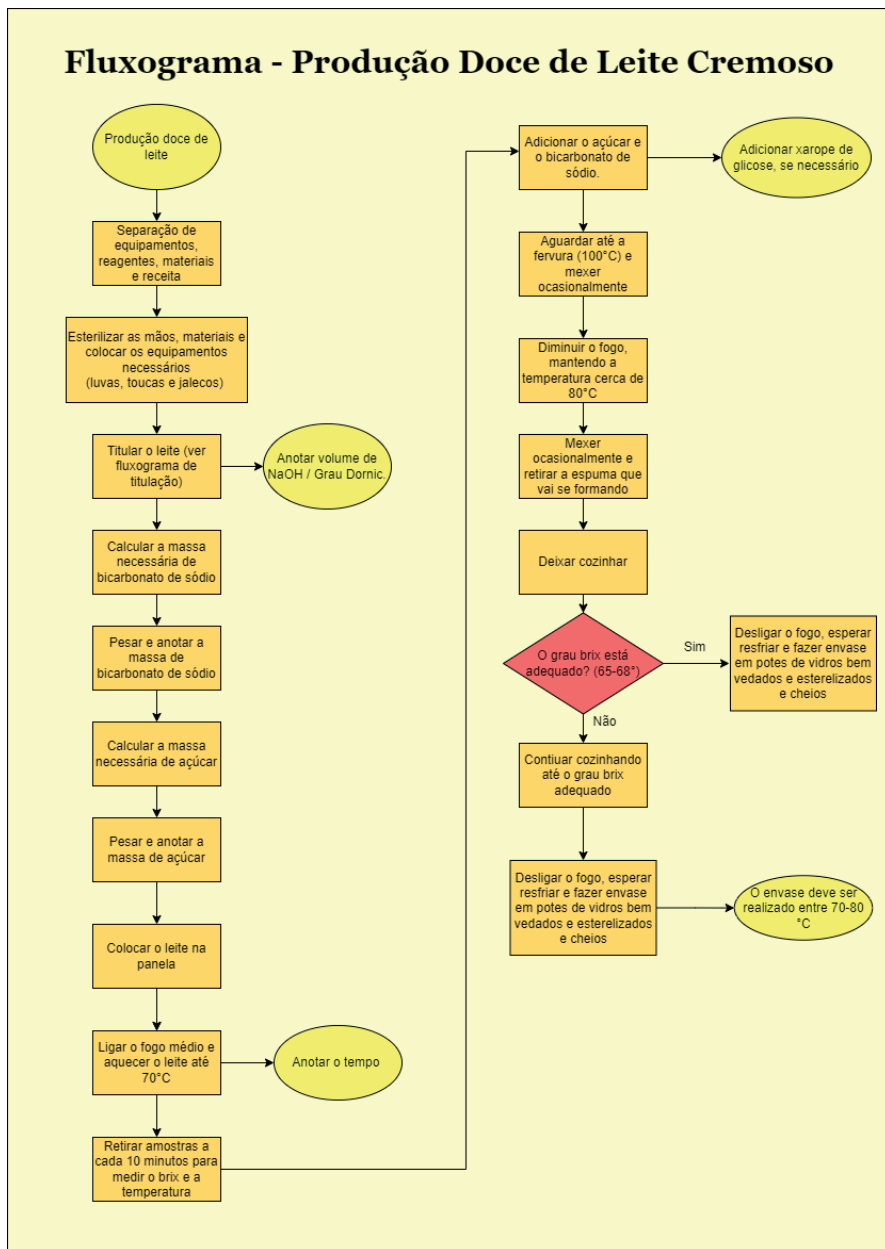 Fluxograma - Produção Doce de Leite Cremoso
Produção doce de
leite
Separação de
equipamentos,
reagentes, materiais
e receita
Esterilizar as mãos, materiais e
colocar os equipamentos
necessários
(luvas, toucas e jalecos)
Titular o leite (ver
fluxograma de
titulação)
Anotar volume de
NaOH / Grau Dornic.
Calcular a massa
necessária de
bicarbonato de sódio
Pesar e anotar a
massa de
bicarbonato de sódio
Calcular a massa
necessária de açúcar
Pesar e anotar a
massa de açúcar
Colocar o leite na
panela
Ligar o fogo médio e
aquecer o leite até
70°C
Anotar o tempo
Retirar amostras a
cada 10 minutos para
medir o brix e a
temperatura
Adicionar o açúcar e
o bicarbonato de
sódio.
Adicionar xarope de
glicose, se necessário
Aguardar até a
fervura (100°C) e
mexer
ocasionalmente
Diminuir o fogo,
mantendo a
temperatura cerca de
80°C
Mexer
ocasionalmente e
retirar a espuma que
vai se formando
Deixar cozinhar
O grau brix está
adequado? (65-68°)
Sim
Desligar o fogo, esperar
resfriar e fazer envase
em potes de vidros bem
vedados e esterelizados
e cheios
Não
Contiuar cozinhando
até o grau brix
adequado
Desligar o fogo, esperar
resfriar e fazer envase
em potes de vidros bem
vedados e esterelizados
e cheios
O envase deve ser
realizado entre 70-80
°C